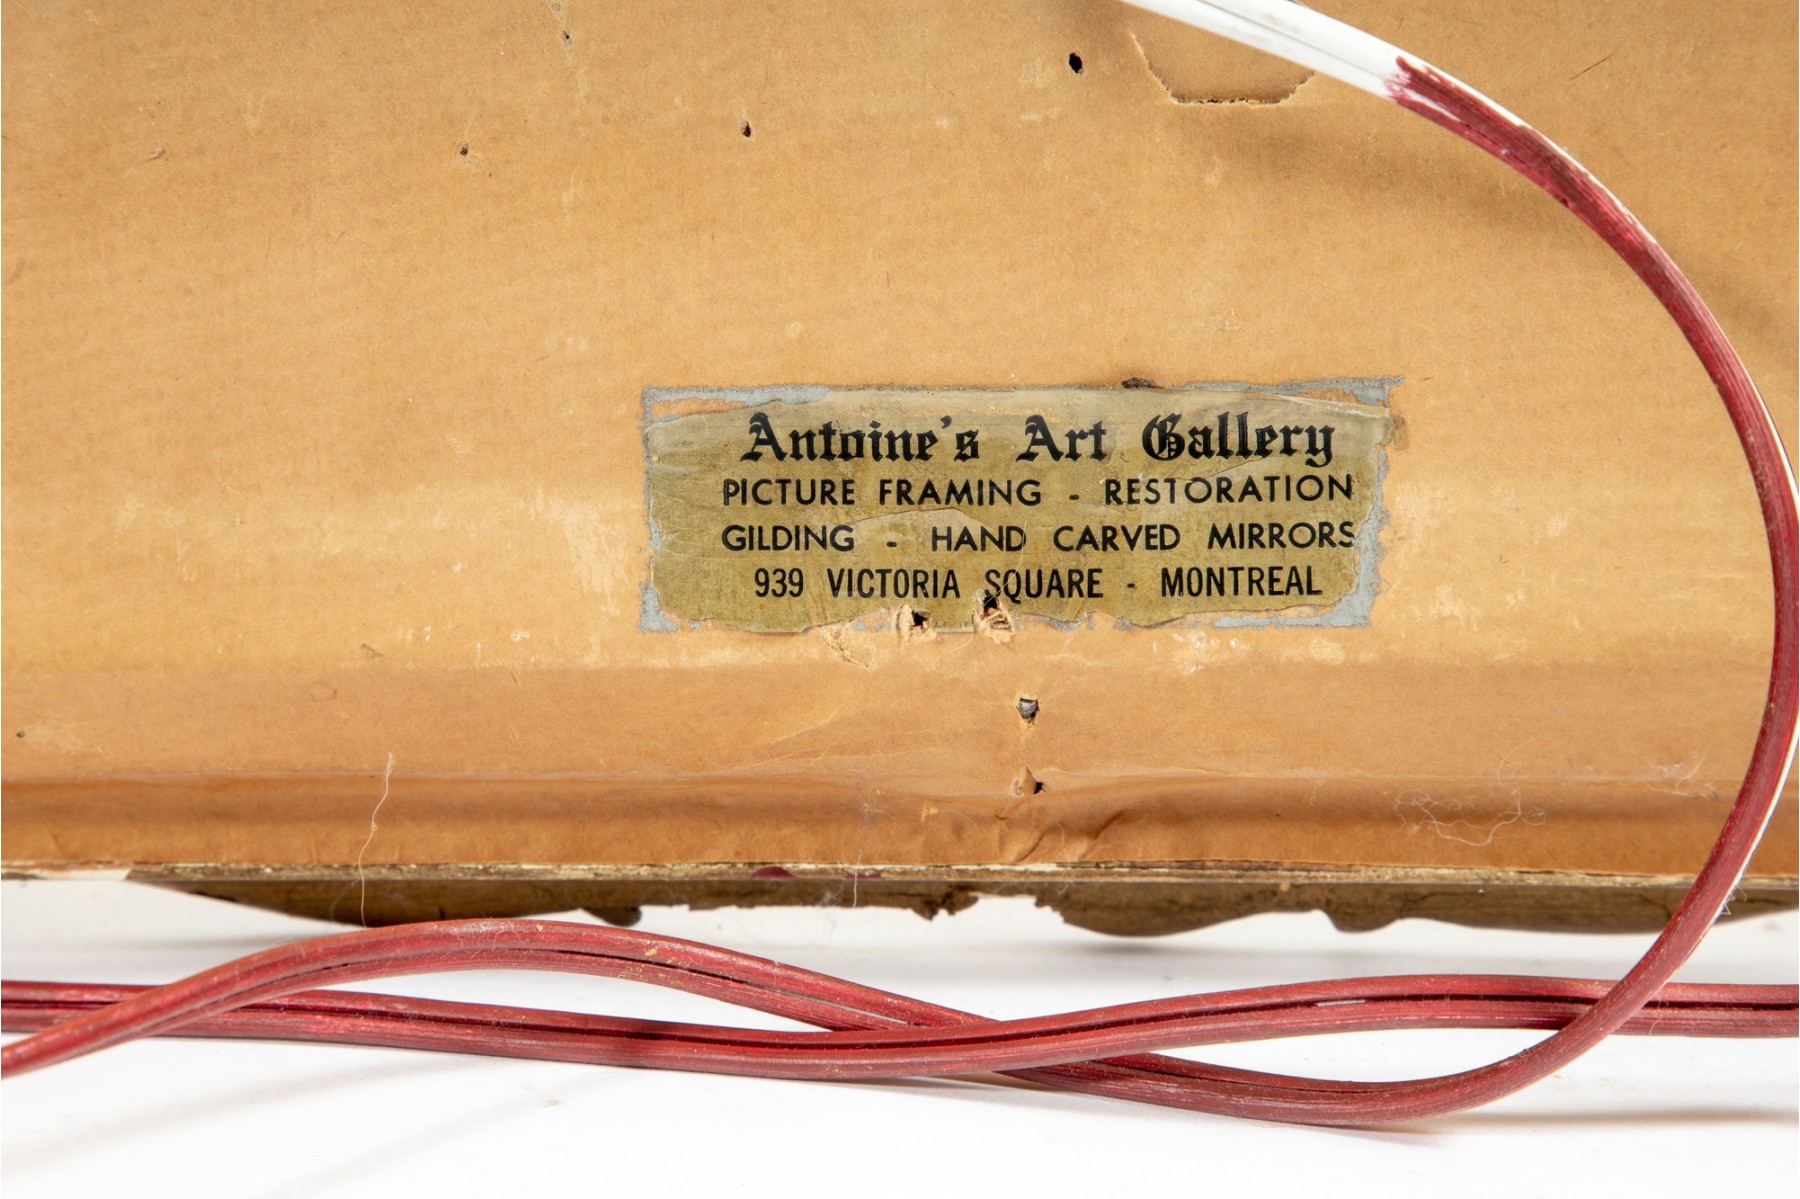 Antoine's Art Gallery
PICTURE FRAMING - RESTORATION
GILDING - HAND CARVED MIRRORS
939 VICTORIA SQUARE - MONTREAL